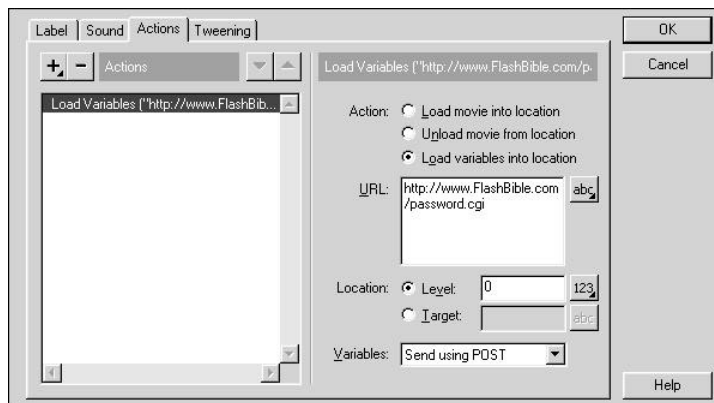 Label Sound Actions Tweening
OK
Cancel
+ - Actions
Load Variables ("http://www.FlashBible.com/pa
Load Variables ("http://www.FlashBib...
Action: Load movie into location
Unload movie from location
Load variables into location
URL: http://www.FlashBible.com
/password.cgi
abc
Location: Level: 0 123
Target: abc
Variables: Send using POST
Help